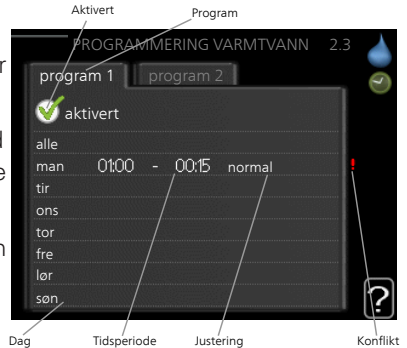 Aktivert
Program
PROGRAMMERING VARMTVANN 2.3
program 1
program 2
aktivert
alle
man 01:00 - 00:15 normal
!
tir
ons
tor
fre
lør
søn
?
Dag
Tidsperiode
Justering
Konflikt